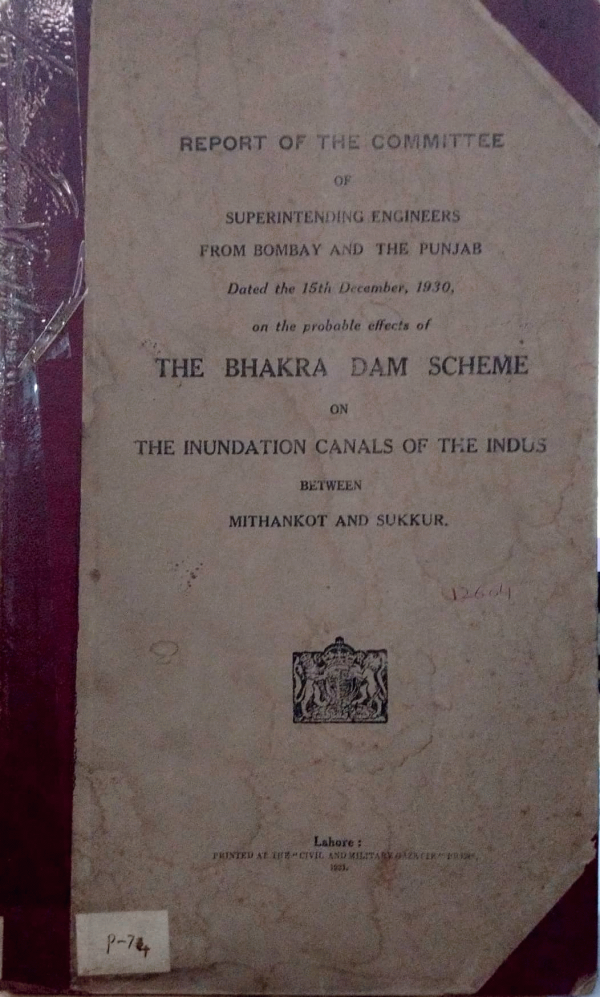 REPORT OF THE COMMITTEE
OF
SUPERINTENDING ENGINEERS
FROM BOMBAY AND THE PUNJAB
Dated the 15th December, 1930,
on the probable effects of
THE BHAKRA DAM SCHEME
ON
THE INUNDATION CANALS OF THE INDUS
BETWEEN
MITHANKOT AND SUKKUR.
Lahore :
PRINTED AT THE "CIVIL AND MILITARY GAZETTE" PRESS,
1931.